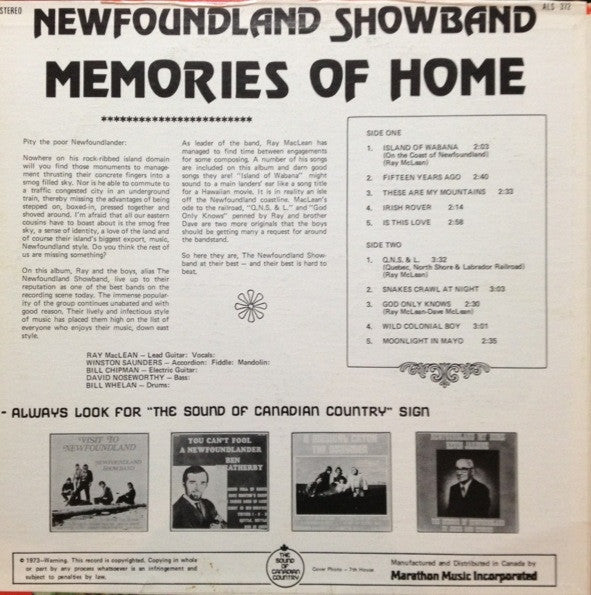 STEREO
ALS 372
NEWFOUNDLAND SHOWBAND
MEMORIES OF HOME
************************
Pity the poor Newfoundlander:
Nowhere on his rock-ribbed island domain
will you find those monuments to manage-
ment thrusting their concrete fingers into a
smog filled sky. Nor is he able to commute to
a traffic congested city in an underground
train, thereby missing the advantages of being
stepped on, boxed-in, pressed together and
shoved around. I'm afraid that all our eastern
cousins have to boast about is the smog free
sky, a sense of identity, a love of the land and
of course their island's biggest export, music,
Newfoundland style. Do you think the rest of
us are missing something?
On this album, Ray and the boys, alias THE
Newfoundland Showband, live up to their
reputation as one of the best bands on the
recording scene today. The immense popular-
ity of the group continues unabated and with
good reason. Their lively and infectious style
of music has placed them high on the list of
everyone who enjoys their music, down east
style.
As leader of the band, Ray MacLean has
managed to find time between engagements
for some composing. A number of his songs
are included on this album and darn good
songs they are! "Island of Wabana" might
sound to a main landers' ear like a song title
for a Hawaiian movie. It is in reality an isle
off the Newfoundland coastline. MacLean's
ode to the railroad, "Q.N.S. & L." and "God
Only Knows" penned by Ray and brother
Dave are two more originals that the boys
should be getting many a request for around
the bandstand.
So here they are, The Newfoundland Show-
band at their best — and their best is hard to
beat.
RAY MacLEAN — Lead Guitar: Vocals:
WINSTON SAUNDERS — Accordion: Fiddle: Mandolin:
BILL CHIPMAN — Electric Guitar:
DAVID NOSEWORTHY — Bass:
BILL WHELAN — Drums:
SIDE ONE
1. ISLAND OF WABANA 2:03
(On the Coast of Newfoundland)
(Ray McLean)
2. FIFTEEN YEARS AGO 2:40
3. THESE ARE MY MOUNTAINS 2:33
4. IRISH ROVER 2:14
5. IS THIS LOVE 2:58
SIDE TWO
1. Q.N.S. & L. 3:32
(Quebec, North Shore & Labrador Railroad)
(Ray McLean)
2. SNAKES CRAWL AT NIGHT 3:03
3. GOD ONLY KNOWS 2:30
(Ray McLean-Dave McLean)
4. WILD COLONIAL BOY 3:01
5. MOONLIGHT IN MAYO 2:35
- ALWAYS LOOK FOR "THE SOUND OF CANADIAN COUNTRY" SIGN
VISIT TO
NEWFOUNDLAND
NEWFOUNDLAND
SHOWBAND
YOU CAN'T FOOL
A NEWFOUNDLANDER
BEN
© 1973—Warning. This record is copyrighted. Copying in whole
or part by any process whatsoever is an infringement and
subject to penalties by law.
THE
SOUND
OF
CANADIAN
COUNTRY
Cover Photo - 7th House
Manufactured and Distributed in Canada by
Marathon Music Incorporated